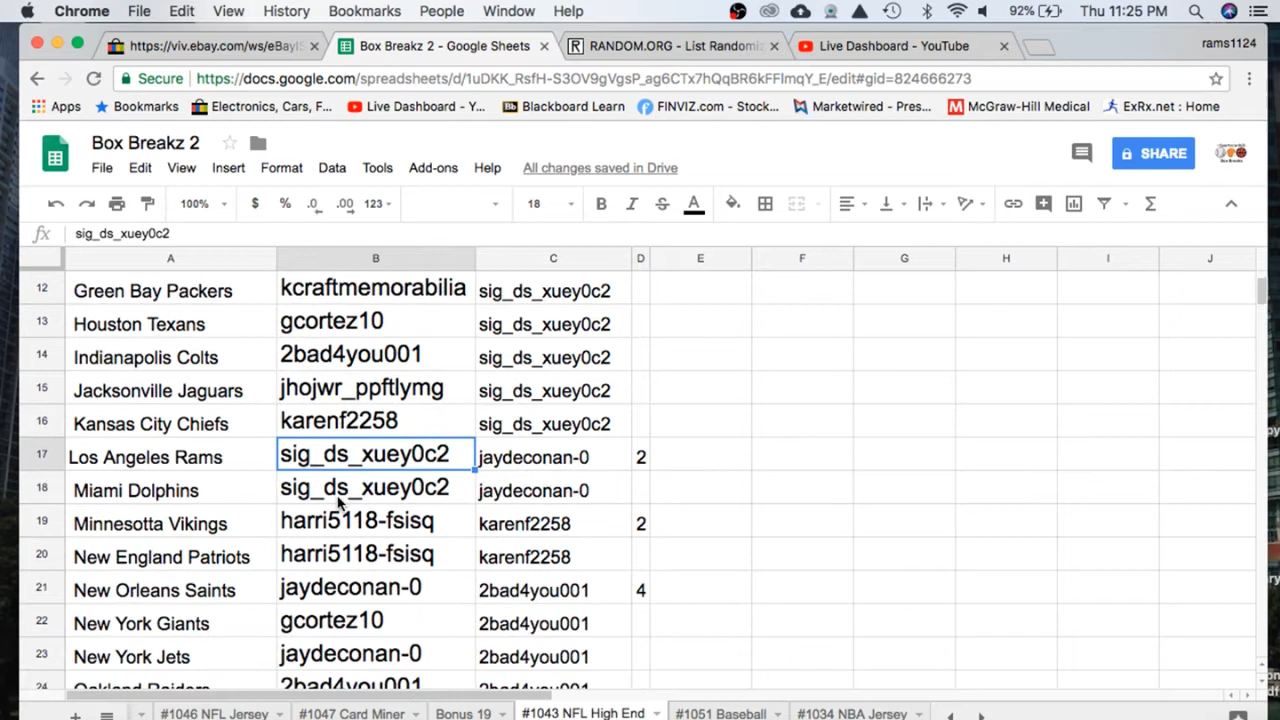 Chrome File Edit View History Bookmarks People Window Help 92% Thu 11:25 PM
https://viv.ebay.com/ws/eBayIS Box Breakz 2 - Google Sheets RANDOM.ORG - List Randomiz Live Dashboard - YouTube rams1124
Secure https://docs.google.com/spreadsheets/d/1uDKK_RsfH-S3OV9gVgsP_ag6CTx7hQqBR6kFFImqY_E/edit#gid=824666273
Apps Bookmarks Electronics, Cars, F... Live Dashboard - Y... Bb Blackboard Learn FINVIZ.com - Stock... Marketwired - Pres... McGraw-Hill Medical ExRx.net : Home
Box Breakz 2
File Edit View Insert Format Data Tools Add-ons Help All changes saved in Drive SHARE
100% $ % .0 .00 123 18 B I S A
fx sig_ds_xuey0c2
A B C D E F G H I J
12 Green Bay Packers kcraftmemorabilia sig_ds_xuey0c2
13 Houston Texans gcortez10 sig_ds_xuey0c2
14 Indianapolis Colts 2bad4you001 sig_ds_xuey0c2
15 Jacksonville Jaguars jhojwr_ppftlymg sig_ds_xuey0c2
16 Kansas City Chiefs karenf2258 sig_ds_xuey0c2
17 Los Angeles Rams sig_ds_xuey0c2 jaydeconan-0 2
18 Miami Dolphins sig_ds_xuey0c2 jaydeconan-0
19 Minnesotta Vikings harri5118-fsisq karenf2258 2
20 New England Patriots harri5118-fsisq karenf2258
21 New Orleans Saints jaydeconan-0 2bad4you001 4
22 New York Giants gcortez10 2bad4you001
23 New York Jets jaydeconan-0 2bad4you001
24 Oakland Raiders 2bad4you001
#1046 NFL Jersey #1047 Card Miner Bonus 19 #1043 NFL High End #1051 Baseball #1034 NBA Jersey